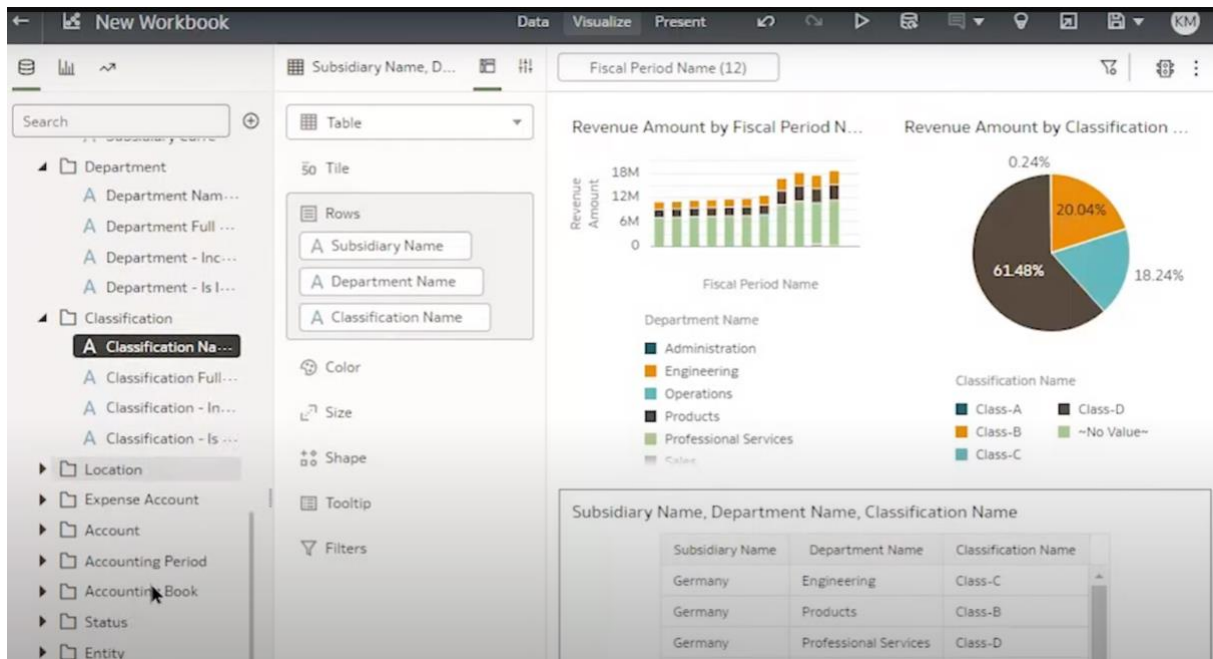 New Workbook
Data Visualize Present
KM
Search
Department
Department Nam...
Department Full ...
Department - Inc...
Department - Is I...
Classification
Classification Na...
Classification Full...
Classification - In...
Classification - Is ...
Location
Expense Account
Account
Accounting Period
Accounting Book
Status
Entity
Subsidiary Name, D...
Table
Tile
Rows
A Subsidiary Name
A Department Name
A Classification Name
Color
Size
Shape
Tooltip
Filters
Fiscal Period Name (12)
Revenue Amount by Fiscal Period N...
Revenue Amount
18M
12M
6M
0
Fiscal Period Name
Department Name
Administration
Engineering
Operations
Products
Professional Services
Sales
Revenue Amount by Classification ...
0.24%
20.04%
18.24%
61.48%
Classification Name
Class-A Class-D
Class-B ~No Value~
Class-C
Subsidiary Name, Department Name, Classification Name
Subsidiary Name Department Name Classification Name
Germany Engineering Class-C
Germany Products Class-B
Germany Professional Services Class-D